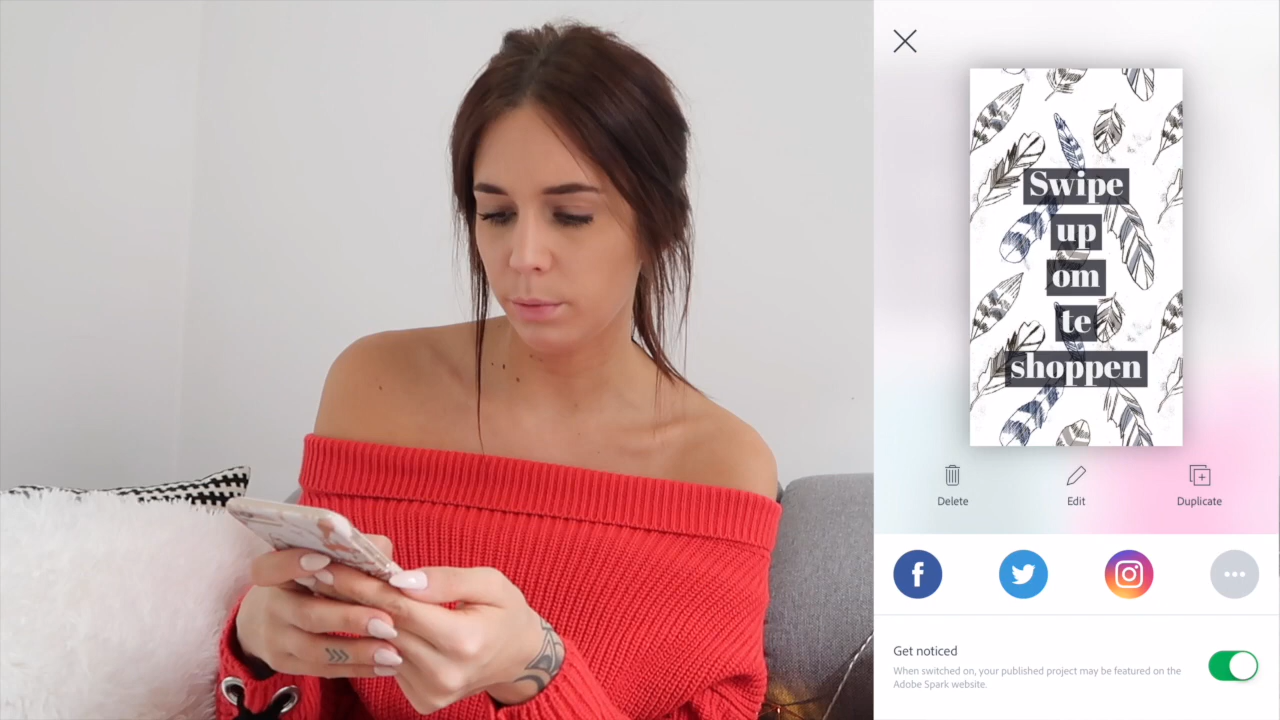 Swipe
up
om
te
shoppen
Delete
Edit
Duplicate
Get noticed
When switched on, your published project may be featured on the
Adobe Spark website.